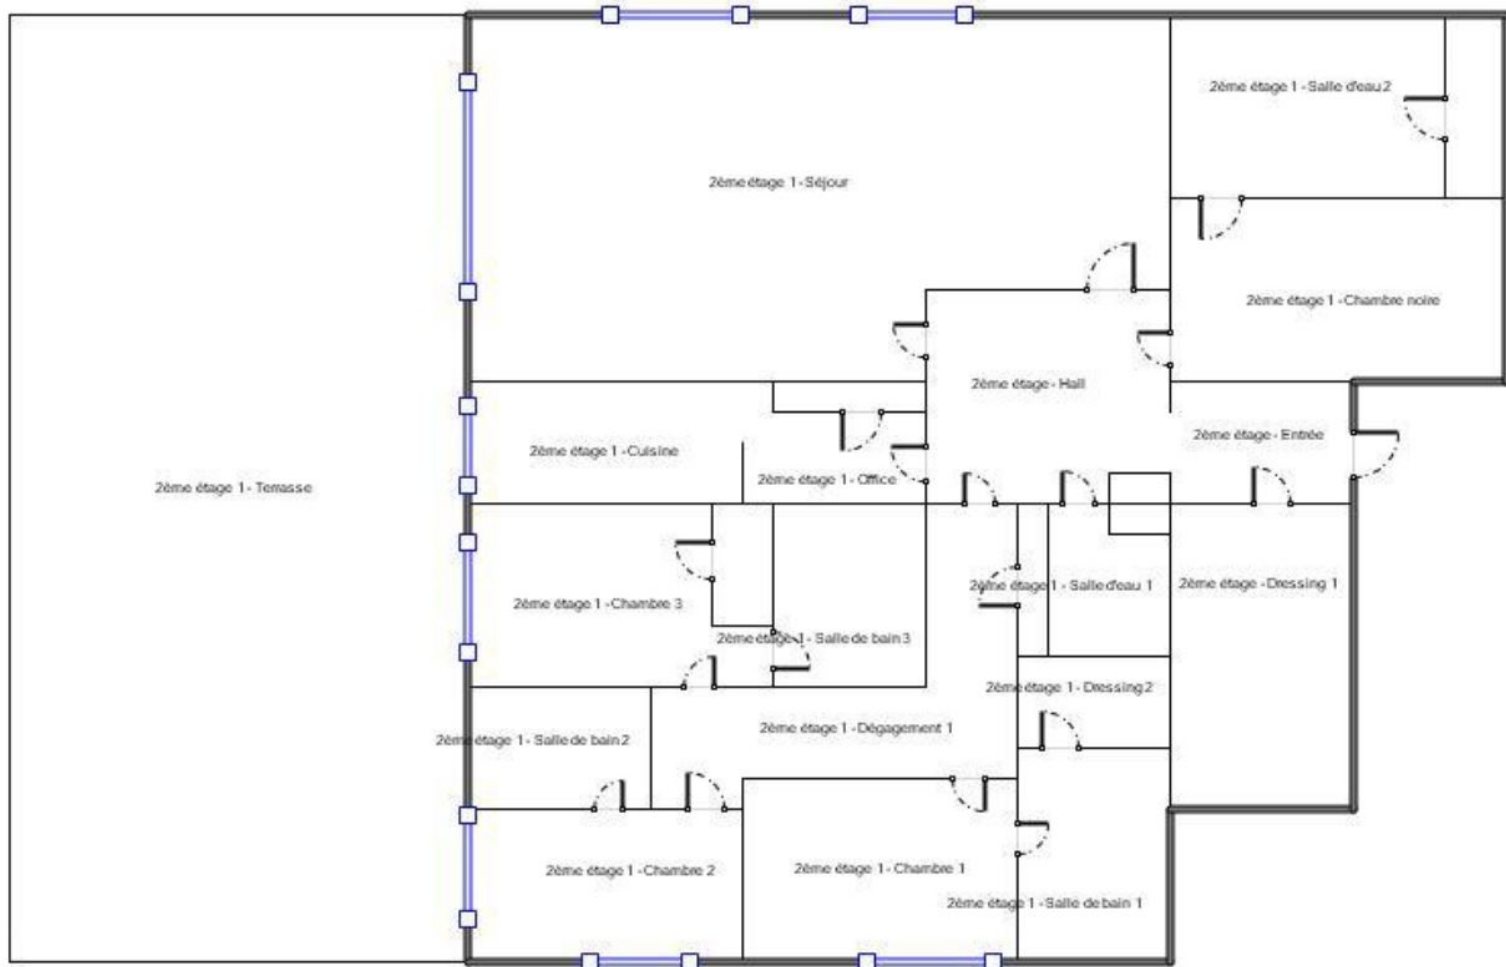 2ème étage 1 - Salle d'eau 2
2ème étage 1 - Séjour
2ème étage 1 - Chambre noire
2ème étage - Hall
2ème étage - Entrée
2ème étage 1 - Cuisine
2ème étage 1 - Office
2ème étage 1 - Terrasse
2ème étage 1 - Salle d'eau 1
2ème étage - Dressing 1
2ème étage 1 - Chambre 3
2ème étage 1 - Salle de bain 3
2ème étage 1 - Dressing 2
2ème étage 1 - Dégagement 1
2ème étage 1 - Salle de bain 2
2ème étage 1 - Chambre 2
2ème étage 1 - Chambre 1
2ème étage 1 - Salle de bain 1